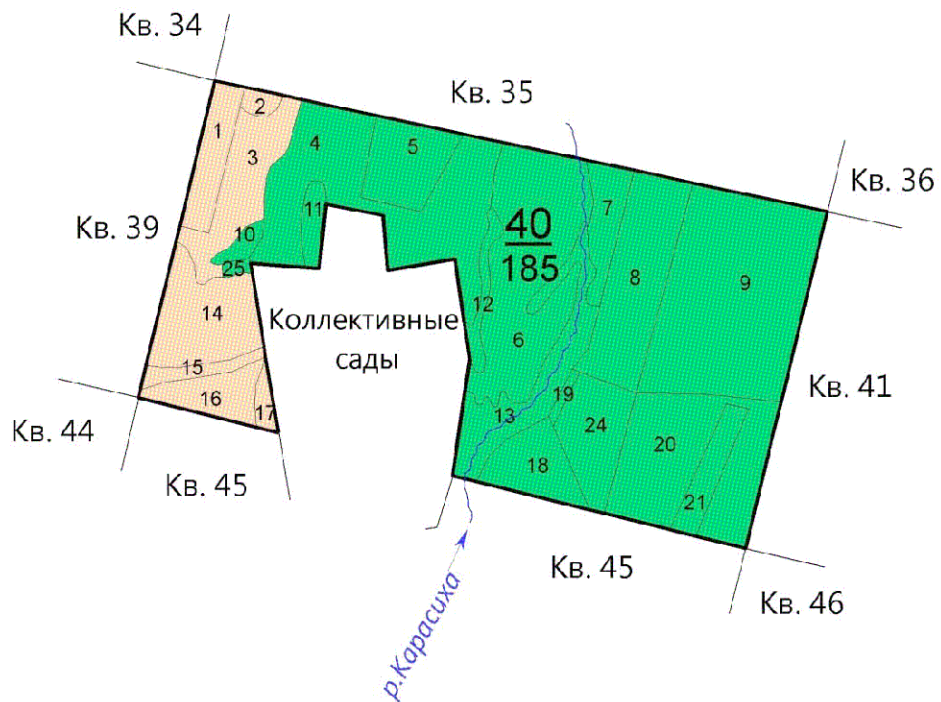 Кв. 34
Кв. 35
Кв. 36
Кв. 39
Кв. 41
Кв. 44
Кв. 45
Кв. 45
Кв. 46
1
2
3
4
5
40
185
7
8
9
10
11
25
12
14
6
Коллективные
сады
15
16
17
13
19
24
20
18
21
р.Карасиха